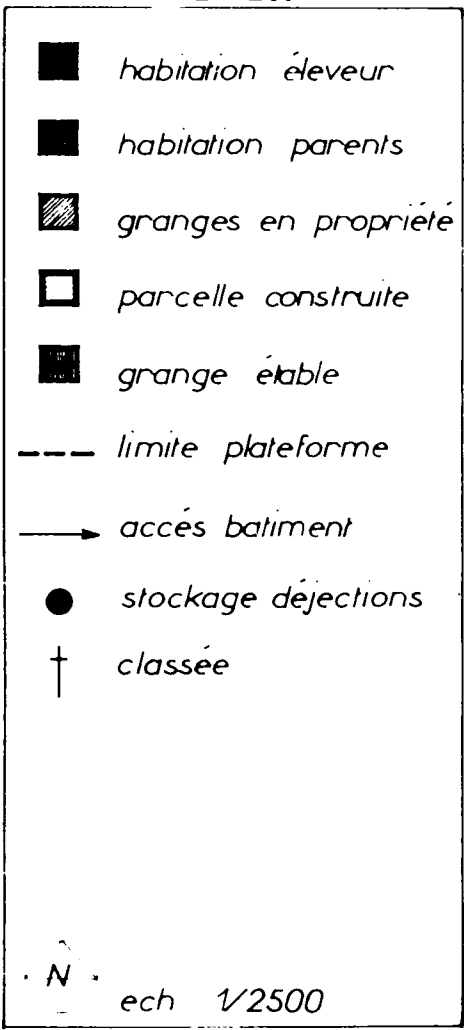 habitation éleveur
habitation parents
granges en propriété
parcelle construite
grange étable
limite plateforme
accés batiment
stockage déjections
classée
N
ech 1/2500